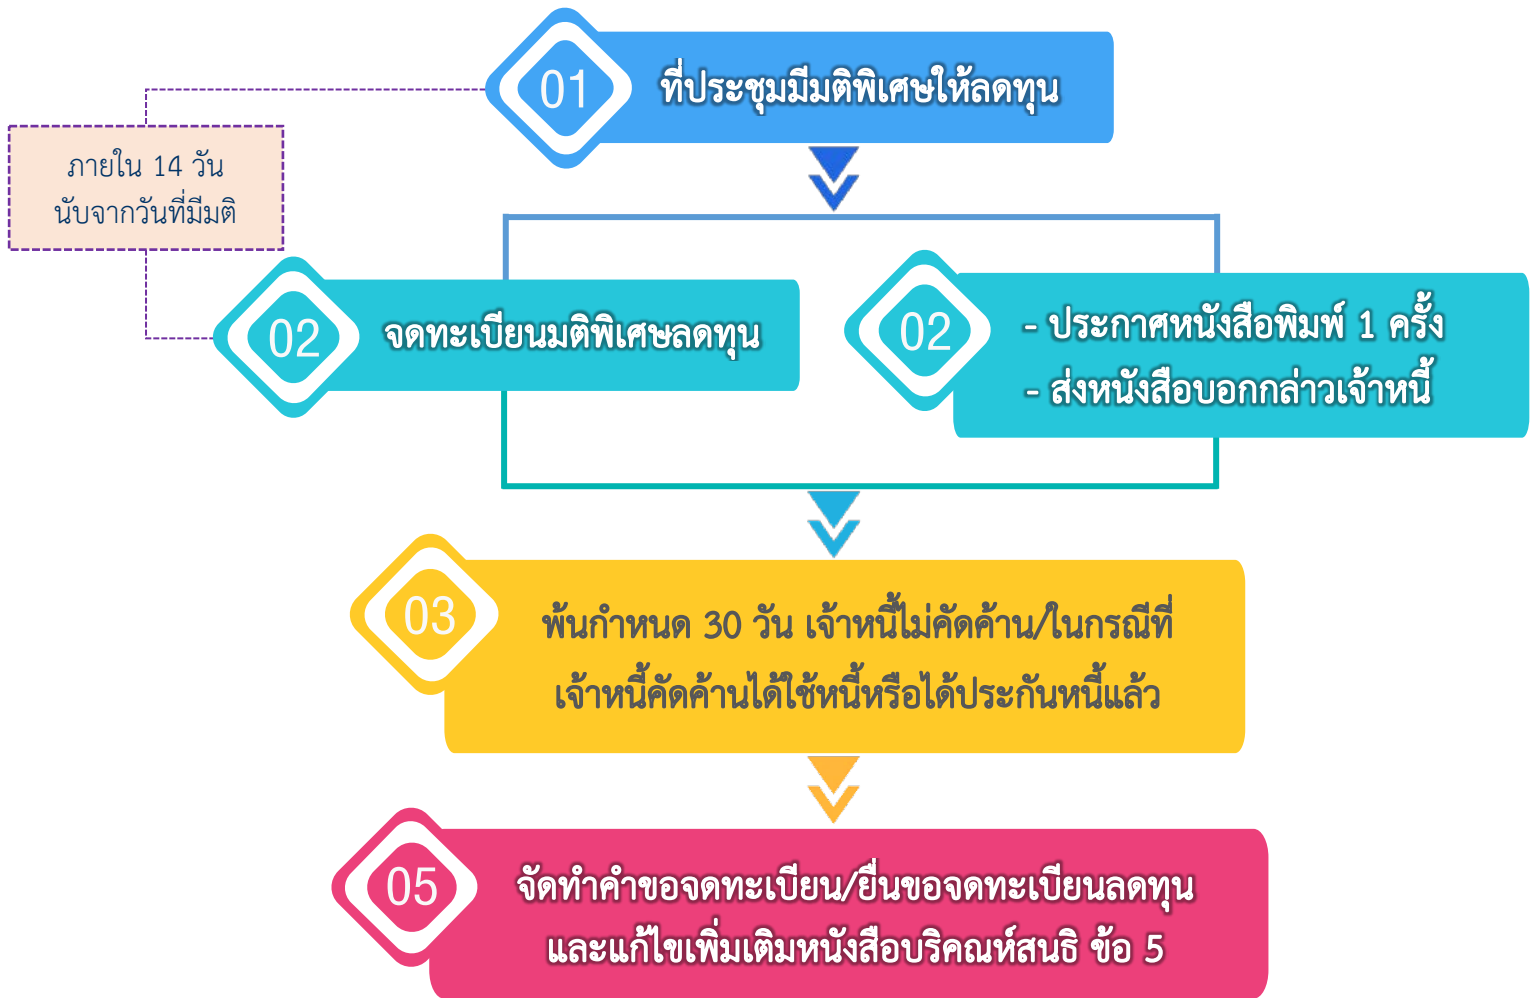 01
ที่ประชุมมีมติพิเศษให้ลดทุน
ภายใน 14 วัน
นับจากวันที่มีมติ
02
จดทะเบียนมติพิเศษลดทุน
02
- ประกาศหนังสือพิมพ์ 1 ครั้ง
- ส่งหนังสือบอกกล่าวเจ้าหนี้
03
พ้นกำหนด 30 วัน เจ้าหนี้ไม่คัดค้าน/ในกรณีที่
เจ้าหนี้คัดค้านได้ใช้หนี้หรือได้ประกันหนี้แล้ว
05
จัดทำคำขอจดทะเบียน/ยื่นขอจดทะเบียนลดทุน
และแก้ไขเพิ่มเติมหนังสือบริคณห์สนธิ ข้อ 5